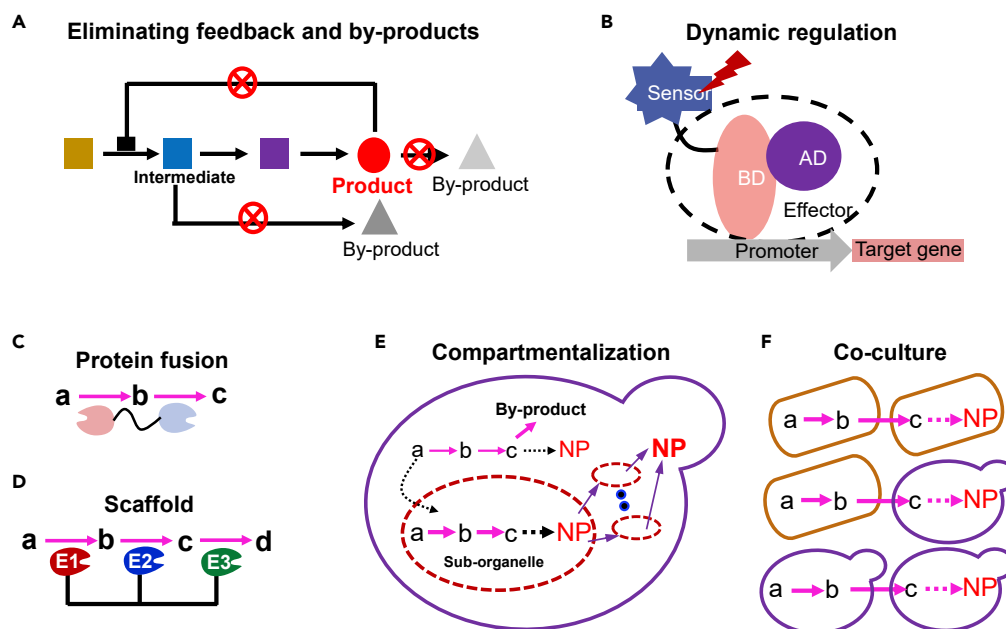 A
Eliminating feedback and by-products
Intermediate
Product
By-product
By-product
B
Dynamic regulation
Sensor
BD
AD
Effector
Promoter
Target gene
C
Protein fusion
a b c
D
Scaffold
a b c d
E1 E2 E3
E
Compartmentalization
By-product
a b c NP
NP
a b c NP
Sub-organelle
F
Co-culture
a b c NP
a b c NP
a b c NP